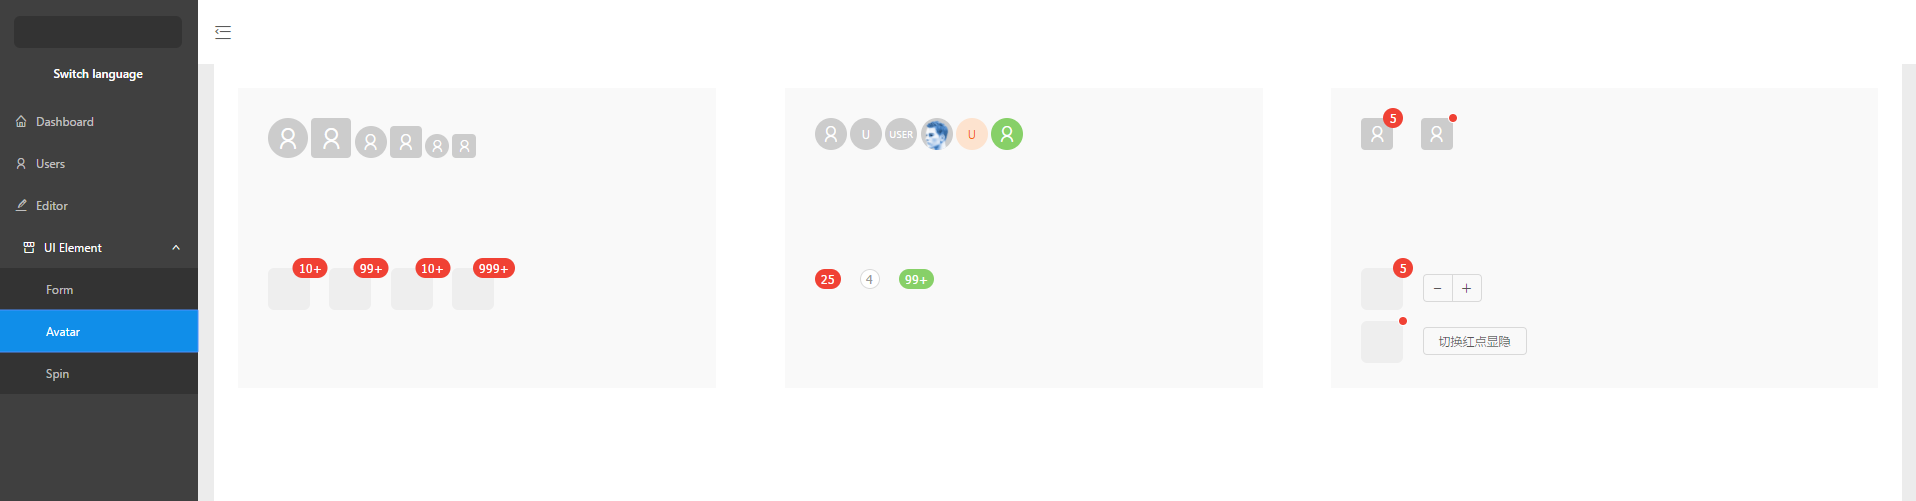 Switch language
Dashboard
Users
Editor
UI Element
Form
Avatar
Spin
U USER U
5
10+ 99+ 10+ 999+
25 4 99+
5
− +
切换红点显隐